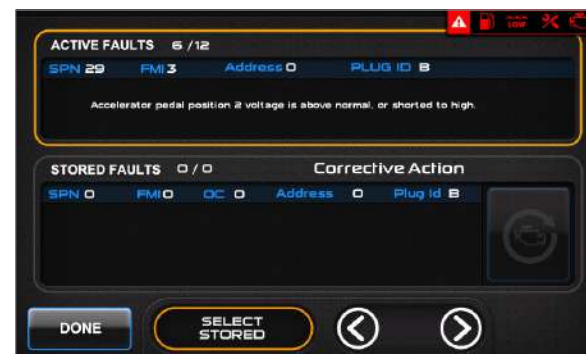 LOW
ACTIVE FAULTS 6 /12
SPN 29 FMI 3 Address 0 PLUG ID B
Accelerator pedal position 2 voltage is above normal, or shorted to high.
STORED FAULTS 0 / 0 Corrective Action
SPN 0 FMI 0 OC 0 Address 0 Plug Id B
DONE
SELECT
STORED